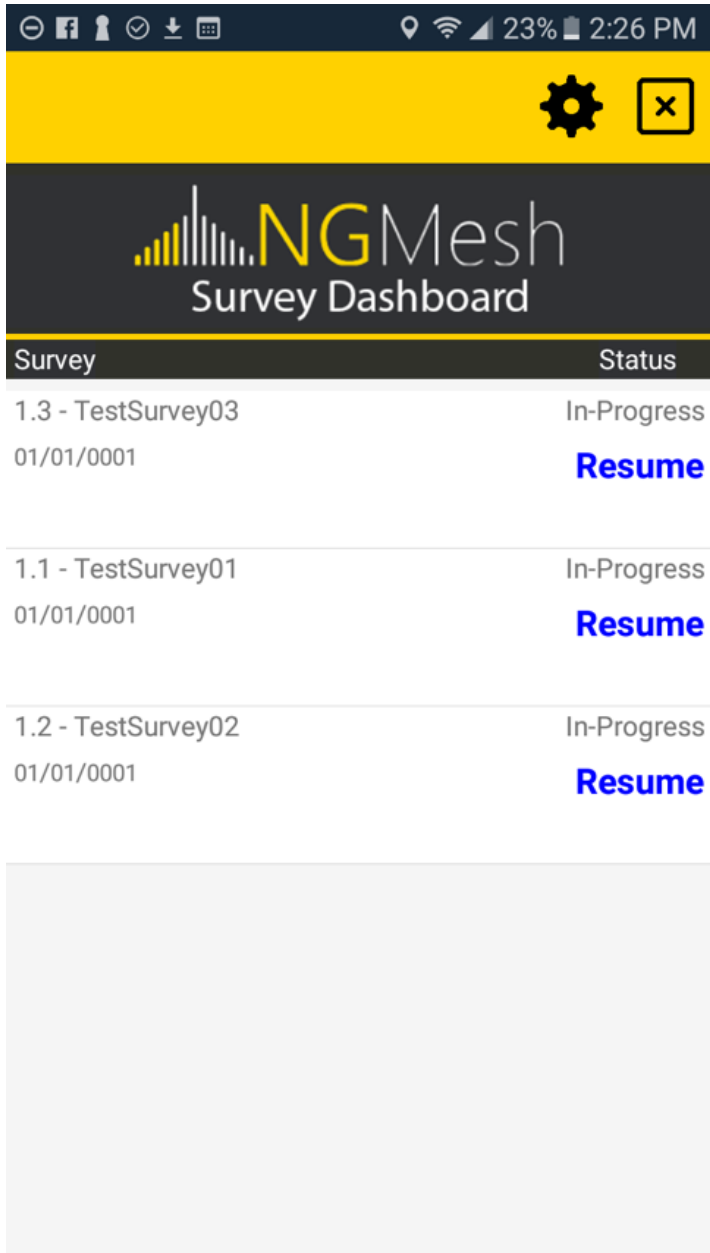 23% 2:26 PM
NGMesh
Survey Dashboard
Survey Status
1.3 - TestSurvey03 In-Progress
01/01/0001 Resume
1.1 - TestSurvey01 In-Progress
01/01/0001 Resume
1.2 - TestSurvey02 In-Progress
01/01/0001 Resume